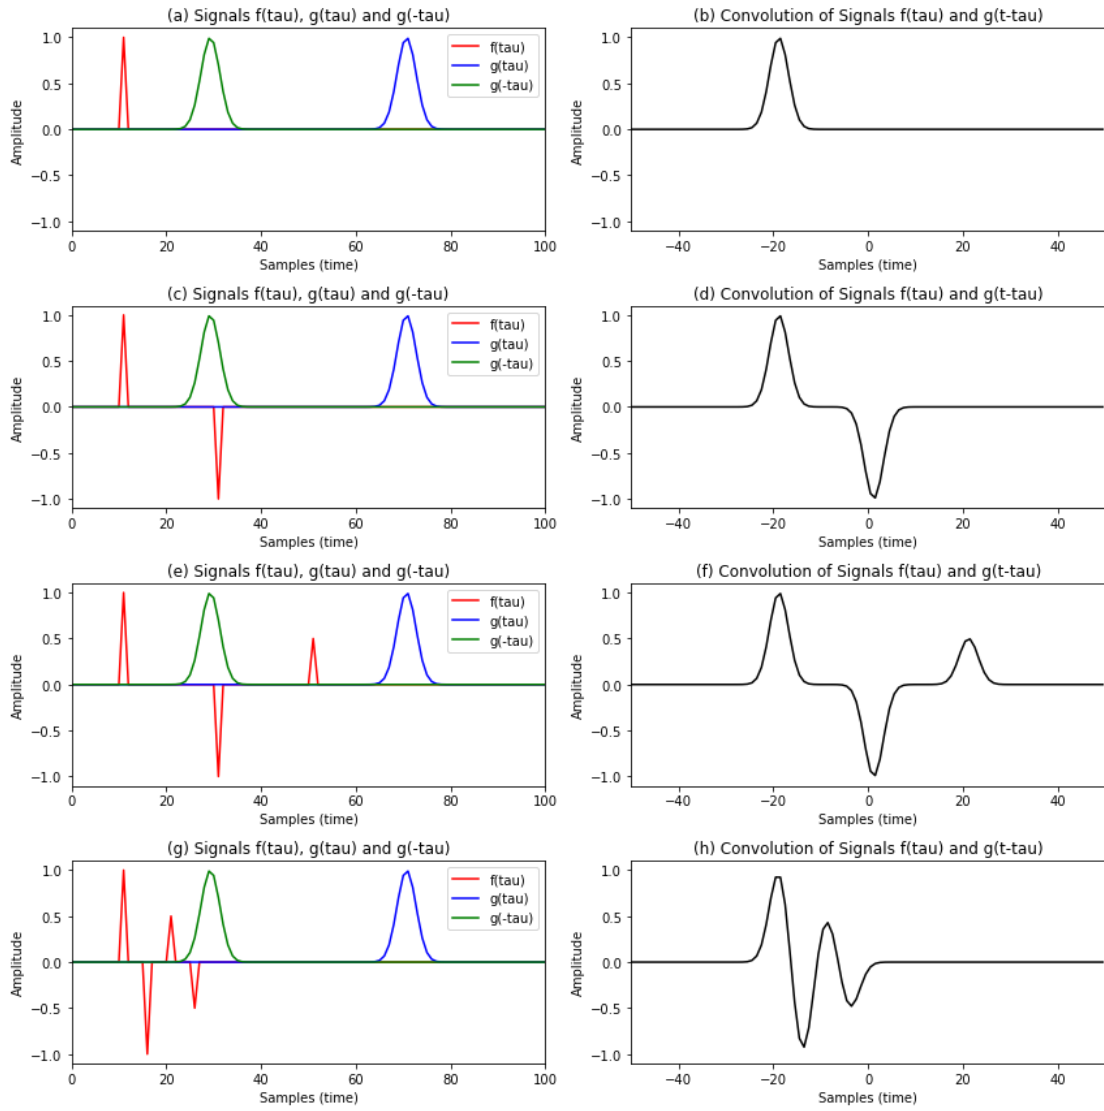 (a) Signals f(tau), g(tau) and g(-tau)
1.0
0.5
0.0
−0.5
−1.0
Amplitude
f(tau)
g(tau)
g(-tau)
0 20 40 60 80 100
Samples (time)
(b) Convolution of Signals f(tau) and g(t-tau)
1.0
0.5
0.0
−0.5
−1.0
Amplitude
−40 −20 0 20 40
Samples (time)
(c) Signals f(tau), g(tau) and g(-tau)
1.0
0.5
0.0
−0.5
−1.0
Amplitude
f(tau)
g(tau)
g(-tau)
0 20 40 60 80 100
Samples (time)
(d) Convolution of Signals f(tau) and g(t-tau)
1.0
0.5
0.0
−0.5
−1.0
Amplitude
−40 −20 0 20 40
Samples (time)
(e) Signals f(tau), g(tau) and g(-tau)
1.0
0.5
0.0
−0.5
−1.0
Amplitude
f(tau)
g(tau)
g(-tau)
0 20 40 60 80 100
Samples (time)
(f) Convolution of Signals f(tau) and g(t-tau)
1.0
0.5
0.0
−0.5
−1.0
Amplitude
−40 −20 0 20 40
Samples (time)
(g) Signals f(tau), g(tau) and g(-tau)
1.0
0.5
0.0
−0.5
−1.0
Amplitude
f(tau)
g(tau)
g(-tau)
0 20 40 60 80 100
Samples (time)
(h) Convolution of Signals f(tau) and g(t-tau)
1.0
0.5
0.0
−0.5
−1.0
Amplitude
−40 −20 0 20 40
Samples (time)